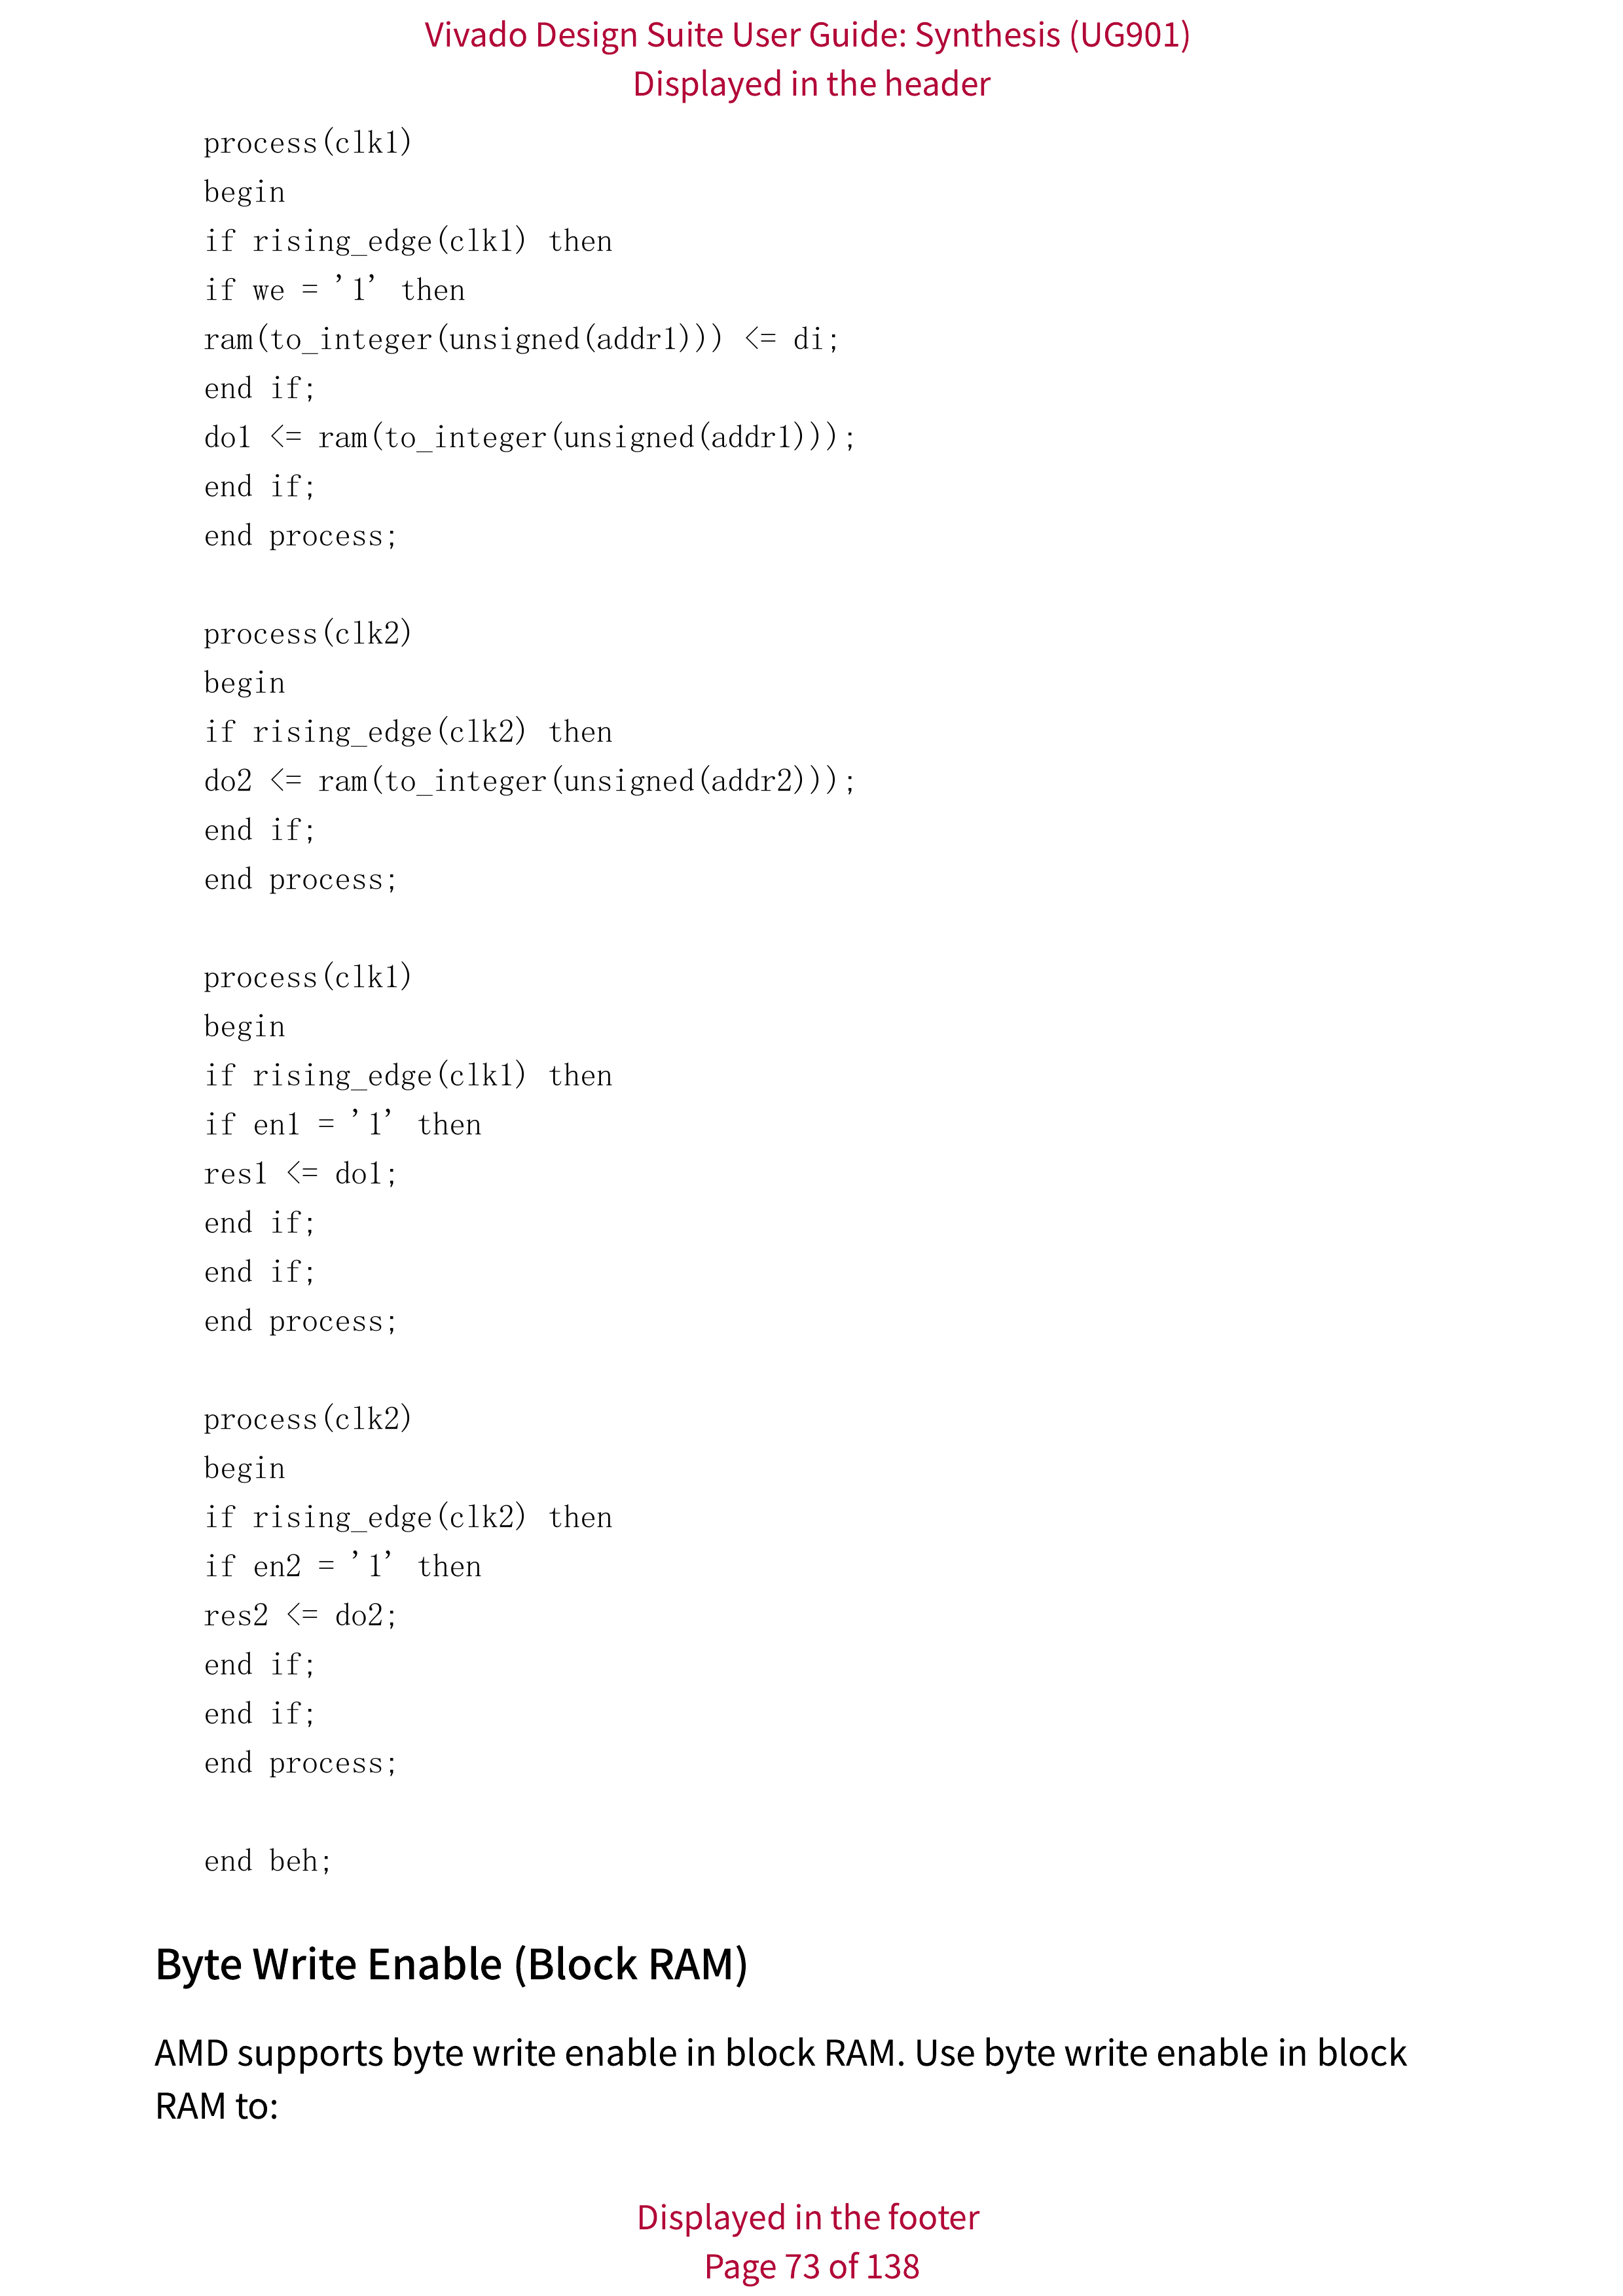 Vivado Design Suite User Guide: Synthesis (UG901)
Displayed in the header
process(clk1)
begin
if rising_edge(clk1) then
if we = '1' then
ram(to_integer(unsigned(addr1))) <= di;
end if;
do1 <= ram(to_integer(unsigned(addr1)));
end if;
end process;

process(clk2)
begin
if rising_edge(clk2) then
do2 <= ram(to_integer(unsigned(addr2)));
end if;
end process;

process(clk1)
begin
if rising_edge(clk1) then
if en1 = '1' then
res1 <= do1;
end if;
end if;
end process;

process(clk2)
begin
if rising_edge(clk2) then
if en2 = '1' then
res2 <= do2;
end if;
end if;
end process;

end beh;
Byte Write Enable (Block RAM)
AMD supports byte write enable in block RAM. Use byte write enable in block
RAM to:
Displayed in the footer
Page 73 of 138